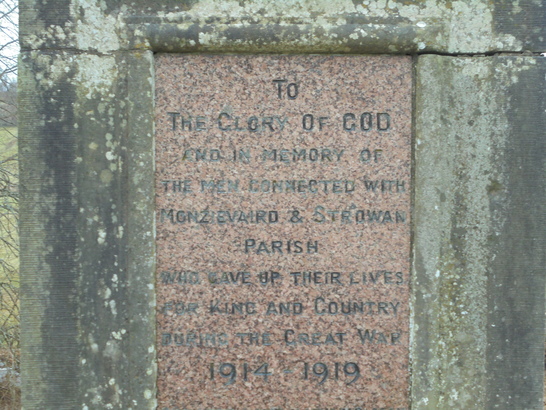 TO
THE GLORY OF GOD
AND IN MEMORY OF
THE MEN CONNECTED WITH
MONZIEVAIRD & STROWAN
PARISH
WHO GAVE UP THEIR LIVES
FOR KING AND COUNTRY
DURING THE GREAT WAR
1914 - 1919